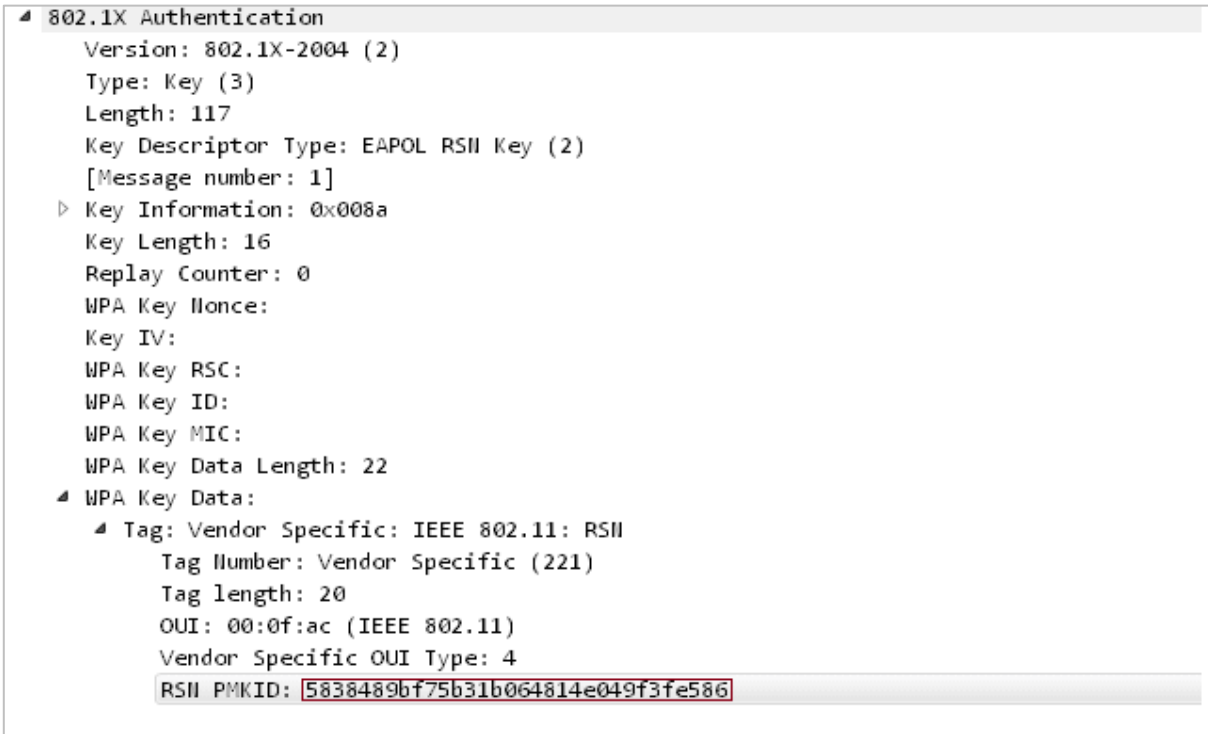 802.1X Authentication
Version: 802.1X-2004 (2)
Type: Key (3)
Length: 117
Key Descriptor Type: EAPOL RSN Key (2)
[Message number: 1]
Key Information: 0x008a
Key Length: 16
Replay Counter: 0
WPA Key Nonce:
Key IV:
WPA Key RSC:
WPA Key ID:
WPA Key MIC:
WPA Key Data Length: 22
WPA Key Data:
Tag: Vendor Specific: IEEE 802.11: RSN
Tag Number: Vendor Specific (221)
Tag length: 20
OUI: 00:0f:ac (IEEE 802.11)
Vendor Specific OUI Type: 4
RSN PMKID: 5838489bf75b31b064814e049f3fe586